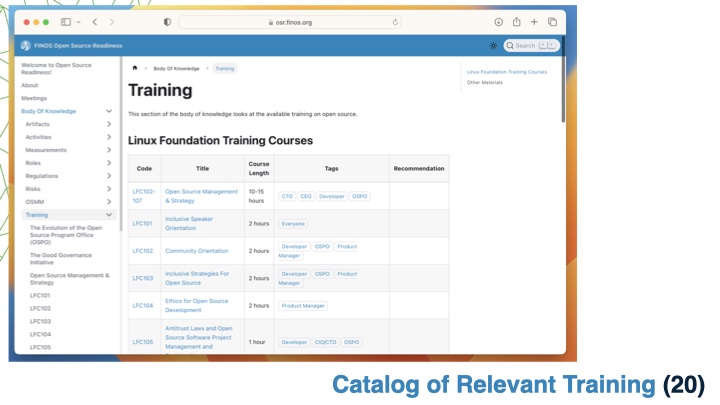 osr.finos.org
FINOS Open Source Readiness
Search
Welcome to Open Source
Readiness!
About
Meetings
Body Of Knowledge
Artifacts
Activities
Measurements
Roles
Regulations
Risks
OSMM
Training
The Evolution of the Open
Source Program Office
(OSPO)
The Good Governance
Initiative
Open Source Management &
Strategy
LFC101
LFC102
LFC103
LFC104
LFC105
Body Of Knowledge
Training
Training
This section of the body of knowledge looks at the available training on open source.
Linux Foundation Training Courses
Code Title Course Length Tags Recommendation
LFC102-107 Open Source Management & Strategy 10-15 hours CTO CEO Developer OSPO
LFC101 Inclusive Speaker Orientation 2 hours Everyone
LFC102 Community Orientation 2 hours Developer OSPO Product Manager
LFC103 Inclusive Strategies For Open Source 2 hours Developer OSPO Product Manager
LFC104 Ethics for Open Source Development 2 hours Product Manager
LFC105 Antitrust Laws and Open Source Software Project Management and 1 hour Developer CIO/CTO OSPO
Linux Foundation Training Courses
Other Materials
Catalog of Relevant Training (20)